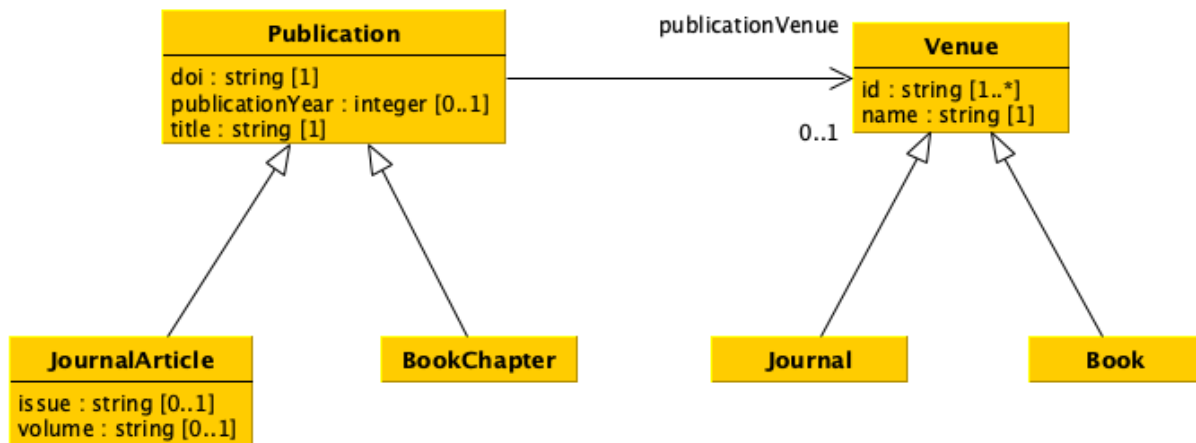 Publication
doi : string [1]
publicationYear : integer [0..1]
title : string [1]
publicationVenue
0..1
Venue
id : string [1..*]
name : string [1]
JournalArticle
issue : string [0..1]
volume : string [0..1]
BookChapter
Journal
Book